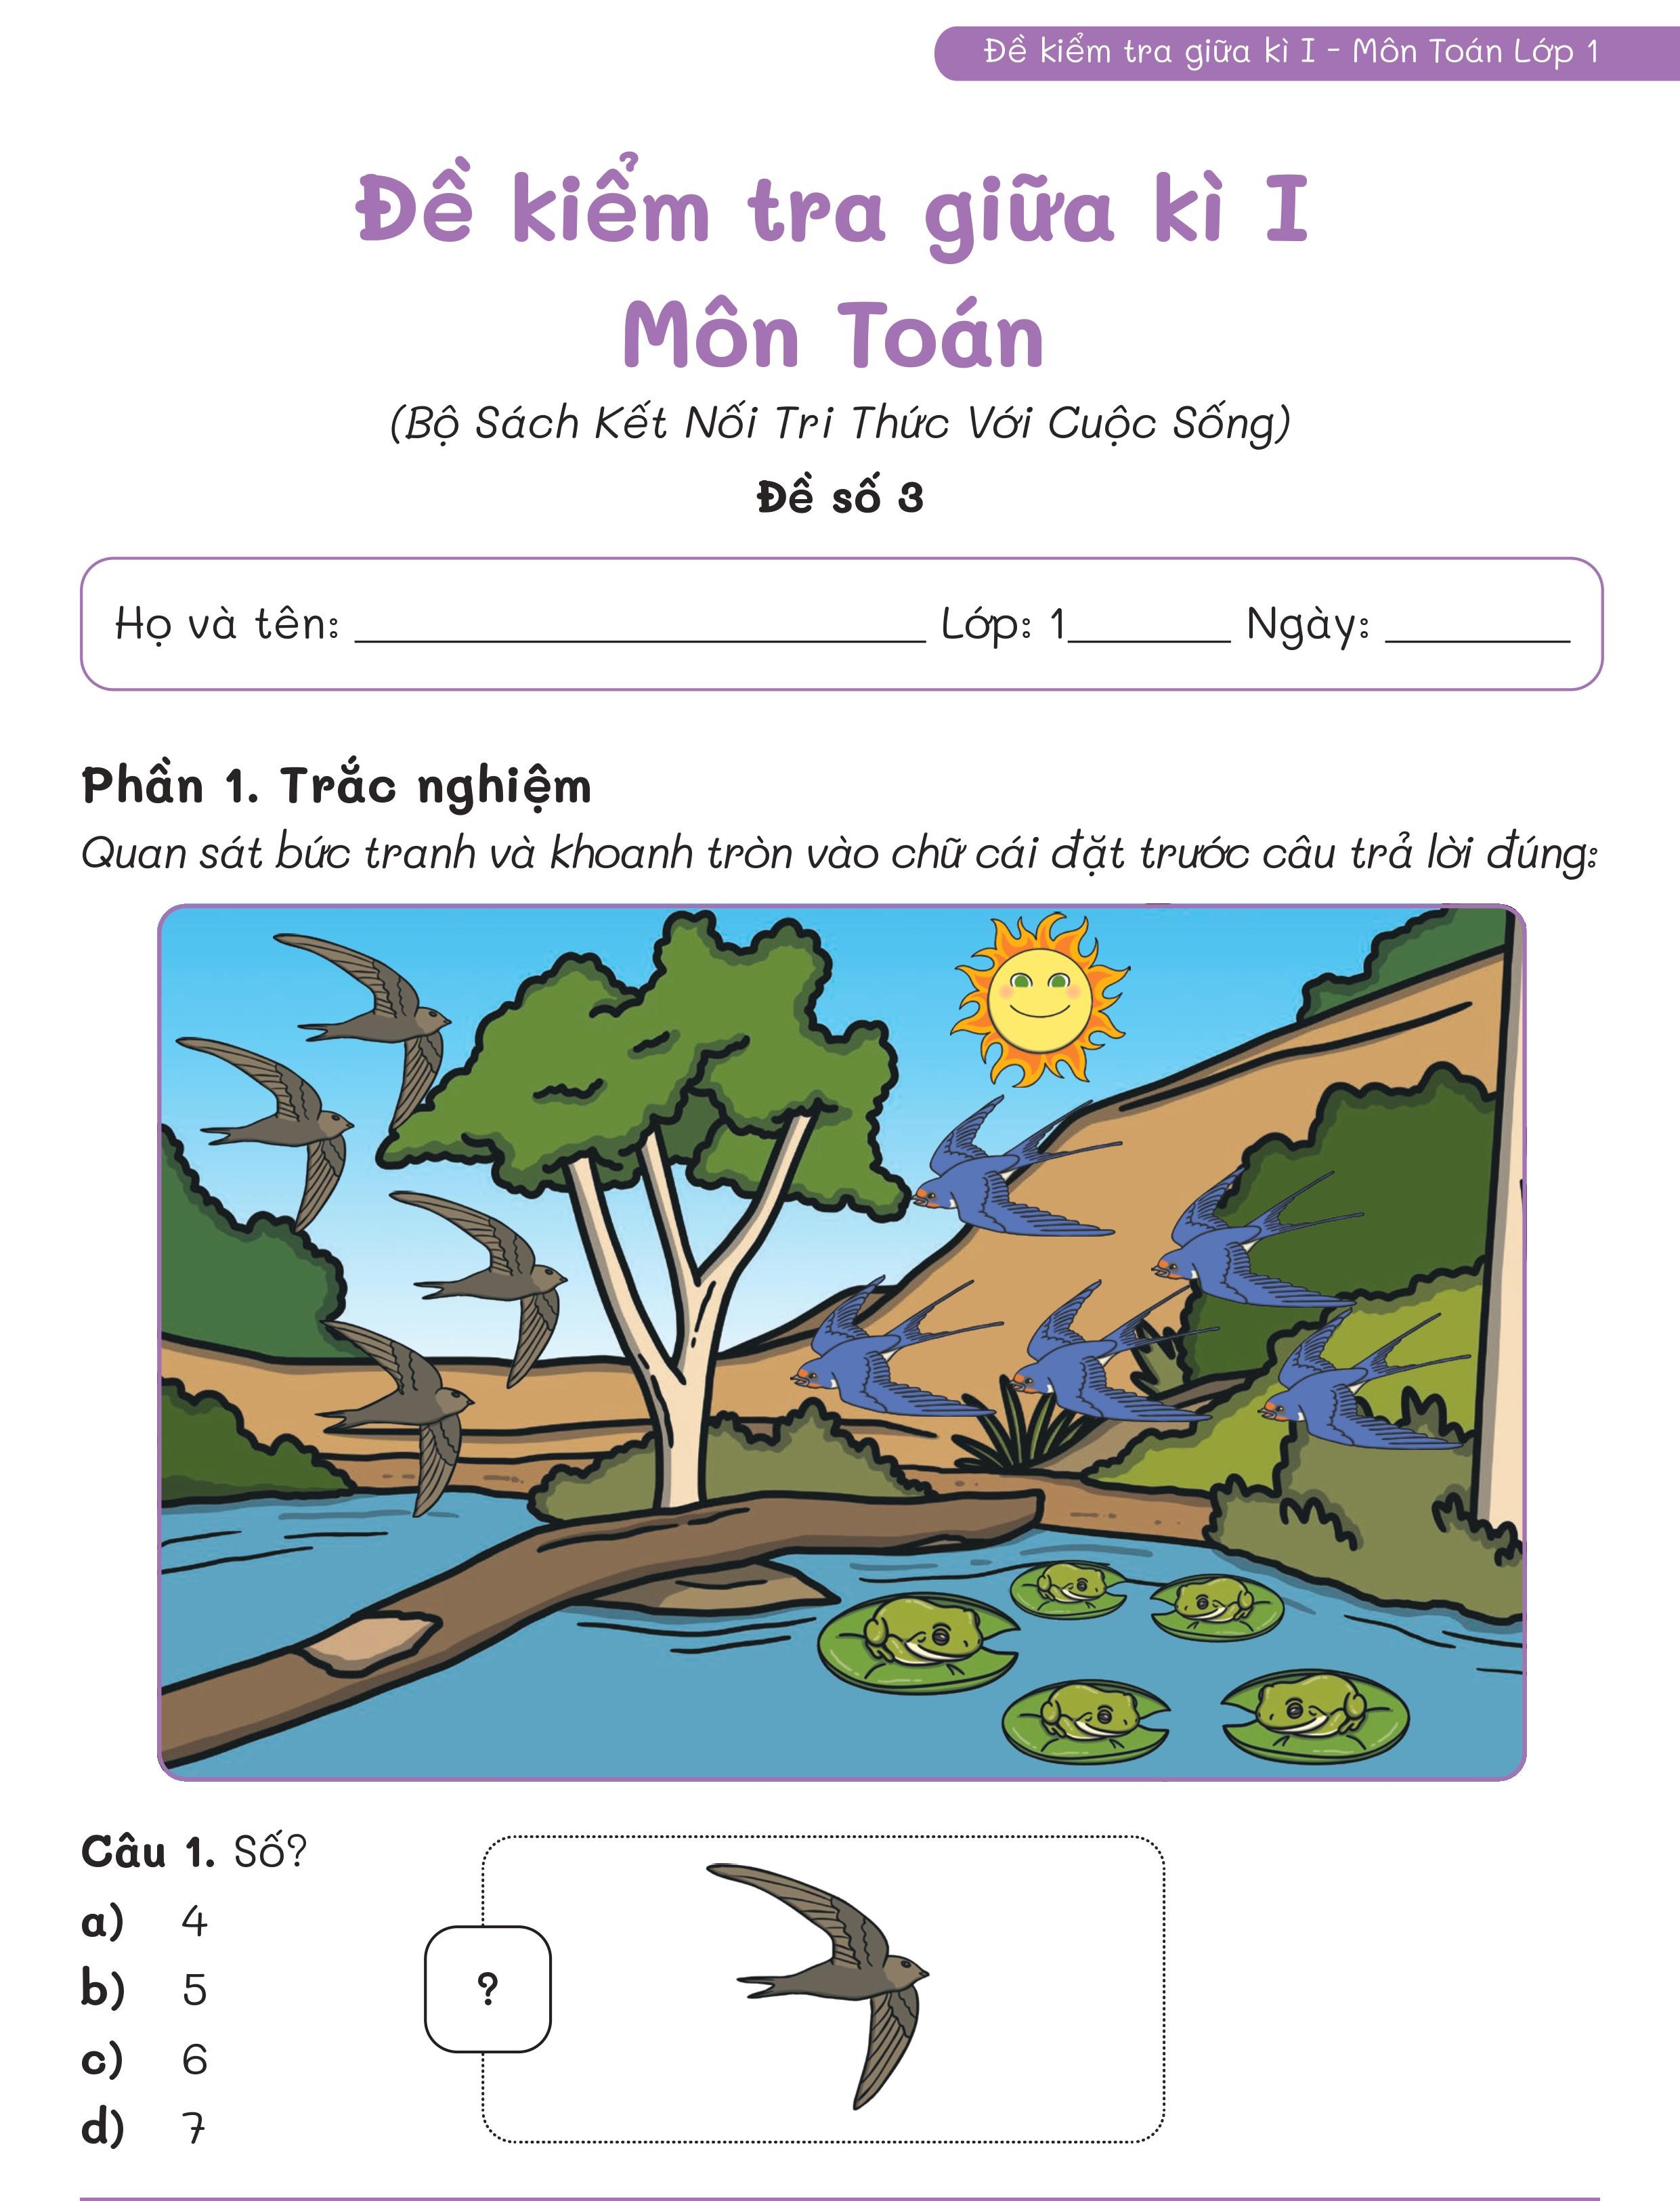 Đề kiểm tra giữa kì I - Môn Toán Lớp 1
Đề kiểm tra giữa kì I
Môn Toán
(Bộ Sách Kết Nối Tri Thức Với Cuộc Sống)
Đề số 3
Họ và tên: ____________________ Lớp: 1______ Ngày: ______
Phần 1. Trắc nghiệm
Quan sát bức tranh và khoanh tròn vào chữ cái đặt trước câu trả lời đúng:
Câu 1. Số?
a) 4
b) 5
c) 6
d) 7
?